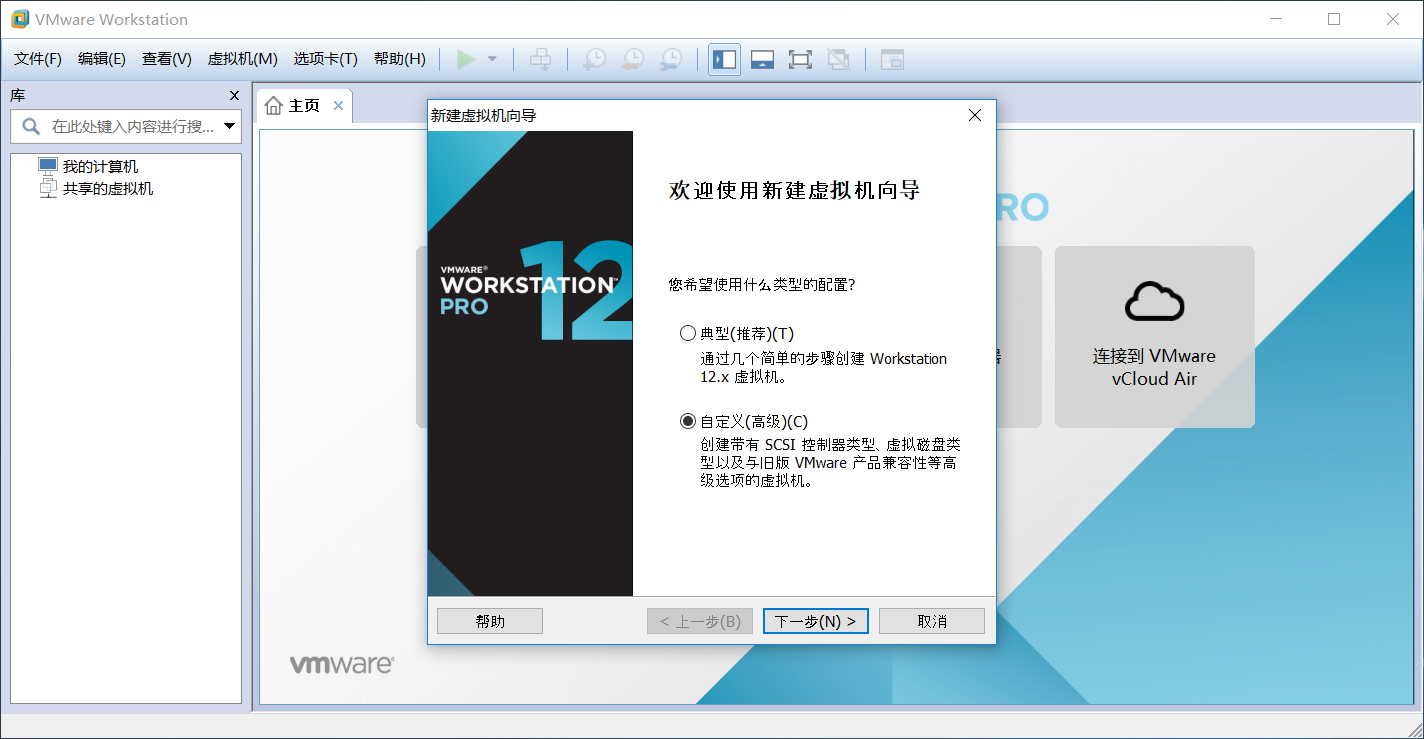 VMware Workstation
文件(F) 编辑(E) 查看(V) 虚拟机(M) 选项卡(T) 帮助(H)
库
在此处键入内容进行搜...
我的计算机
共享的虚拟机
主页
新建虚拟机向导
VMWARE®
WORKSTATION™
PRO
12
欢迎使用新建虚拟机向导
您希望使用什么类型的配置?
典型(推荐)(T)
通过几个简单的步骤创建 Workstation
12.x 虚拟机。
自定义(高级)(C)
创建带有 SCSI 控制器类型、虚拟磁盘类
型以及与旧版 VMware 产品兼容性等高
级选项的虚拟机。
帮助
< 上一步(B)
下一步(N) >
取消
RO
器
连接到 VMware
vCloud Air
vmware®